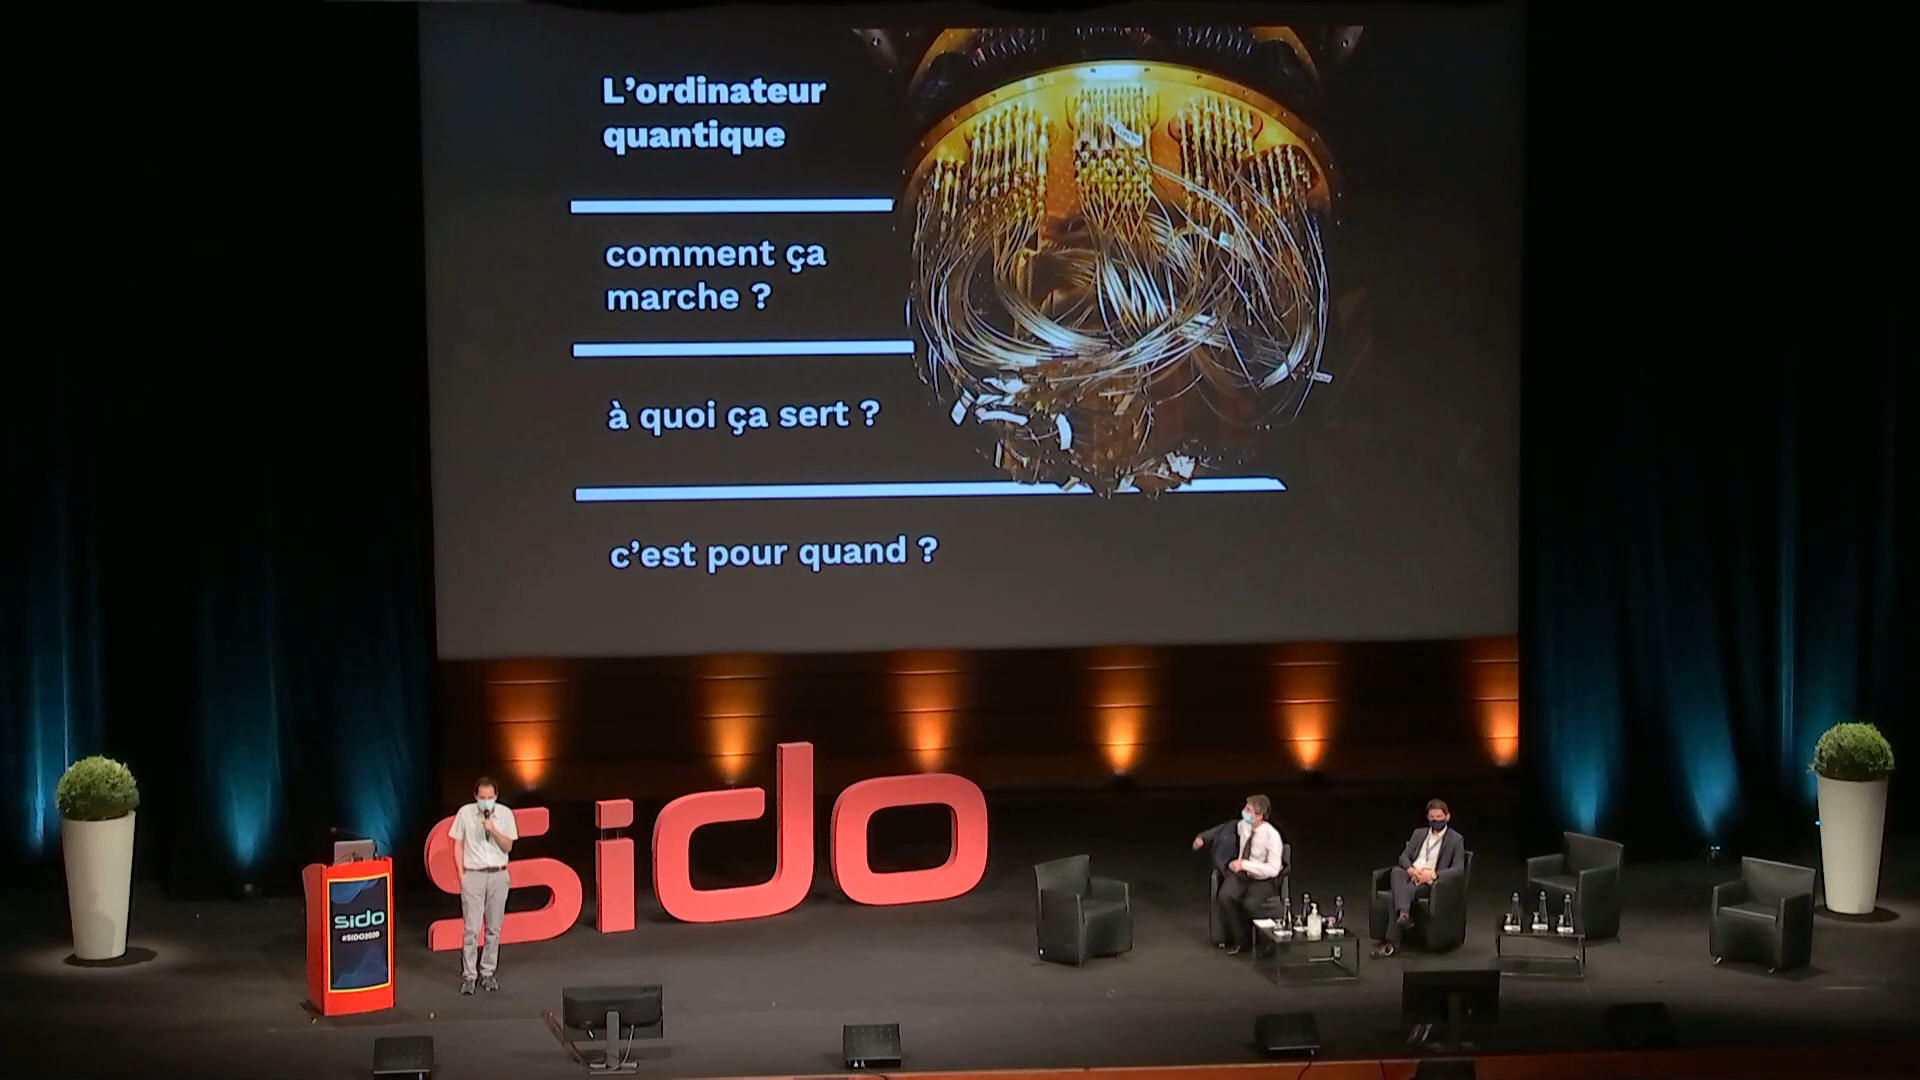 L'ordinateur
quantique
comment ça
marche ?
à quoi ça sert ?
c'est pour quand ?
sido
sido
#SIDO2020